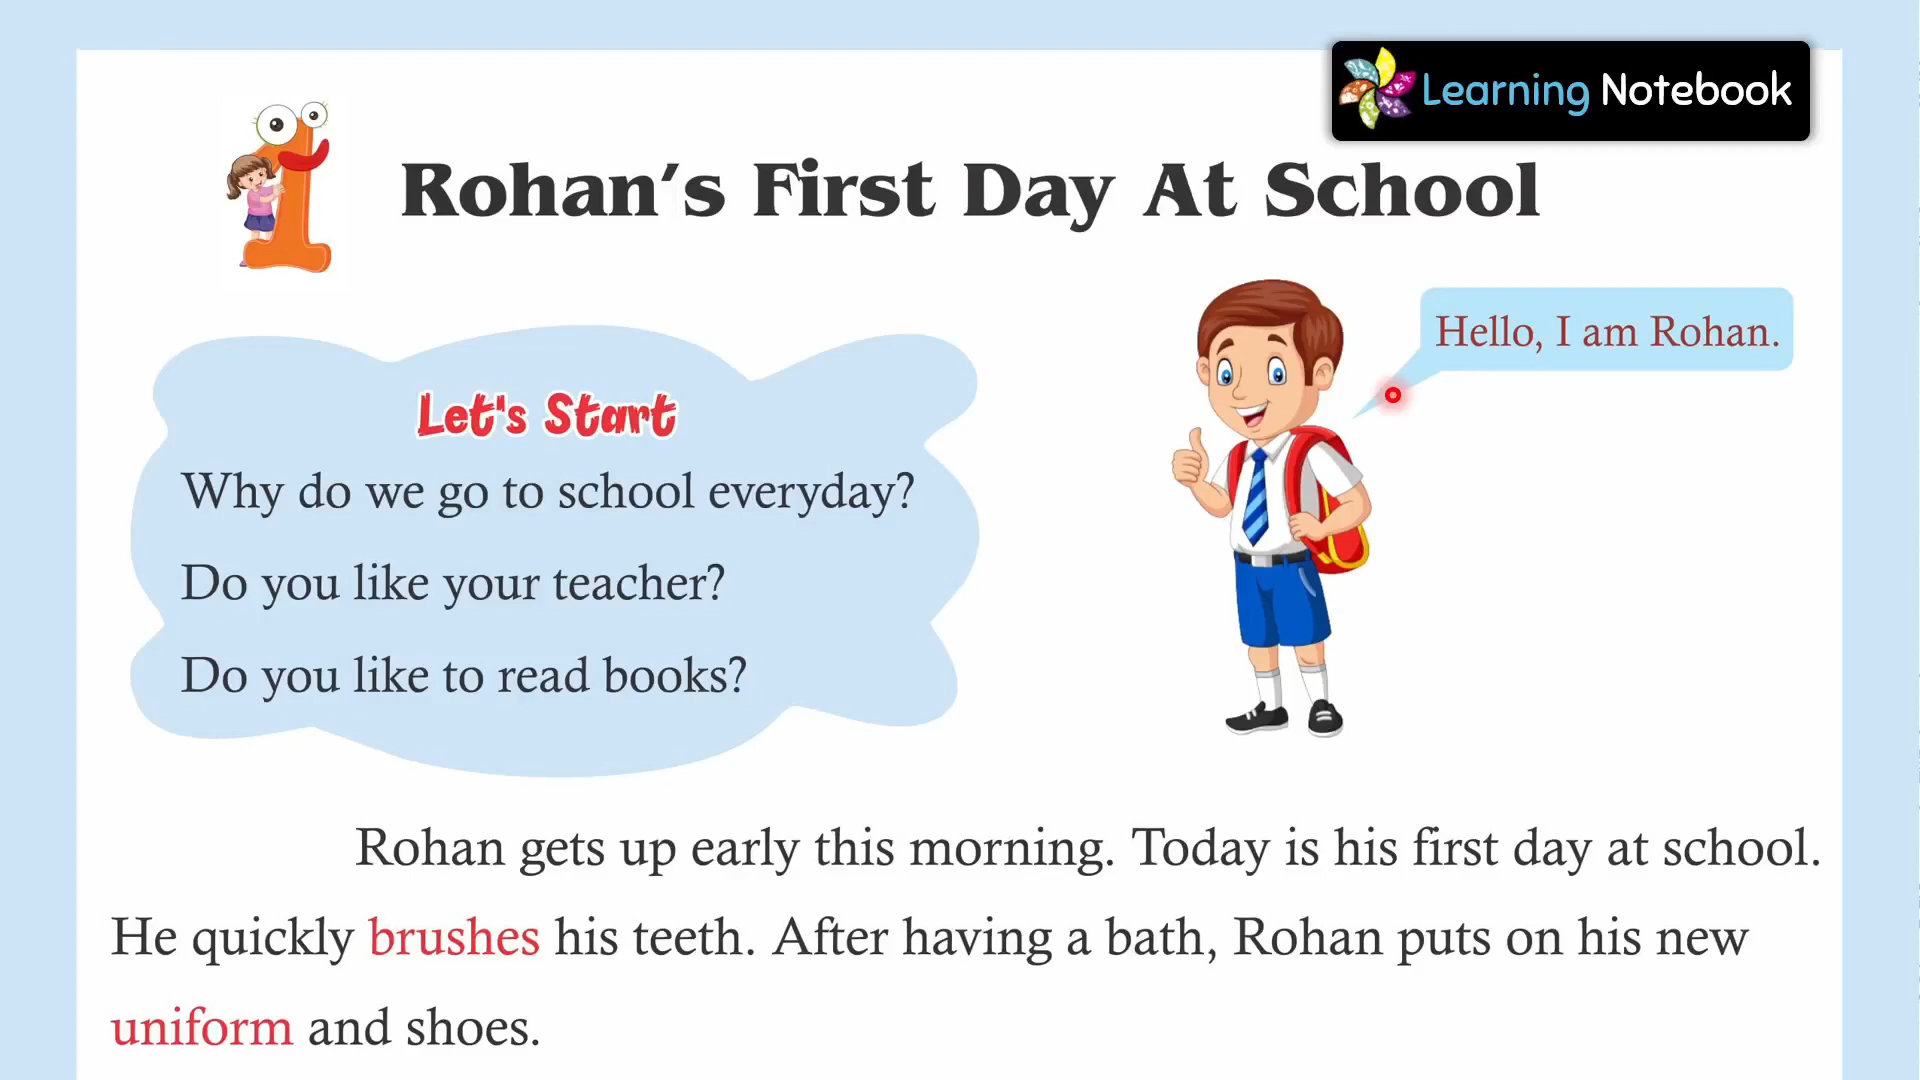 Learning Notebook
1
Rohan's First Day At School
Hello, I am Rohan.
Let's Start
Why do we go to school everyday?
Do you like your teacher?
Do you like to read books?
Rohan gets up early this morning. Today is his first day at school.
He quickly brushes his teeth. After having a bath, Rohan puts on his new
uniform and shoes.